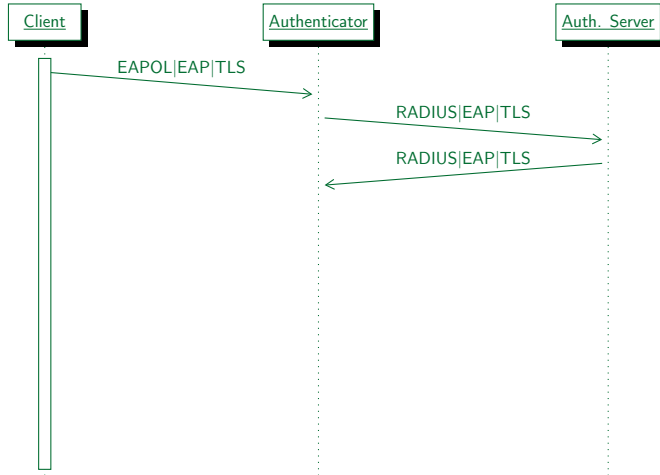 Client
Authenticator
Auth. Server
EAPOL|EAP|TLS
RADIUS|EAP|TLS
RADIUS|EAP|TLS